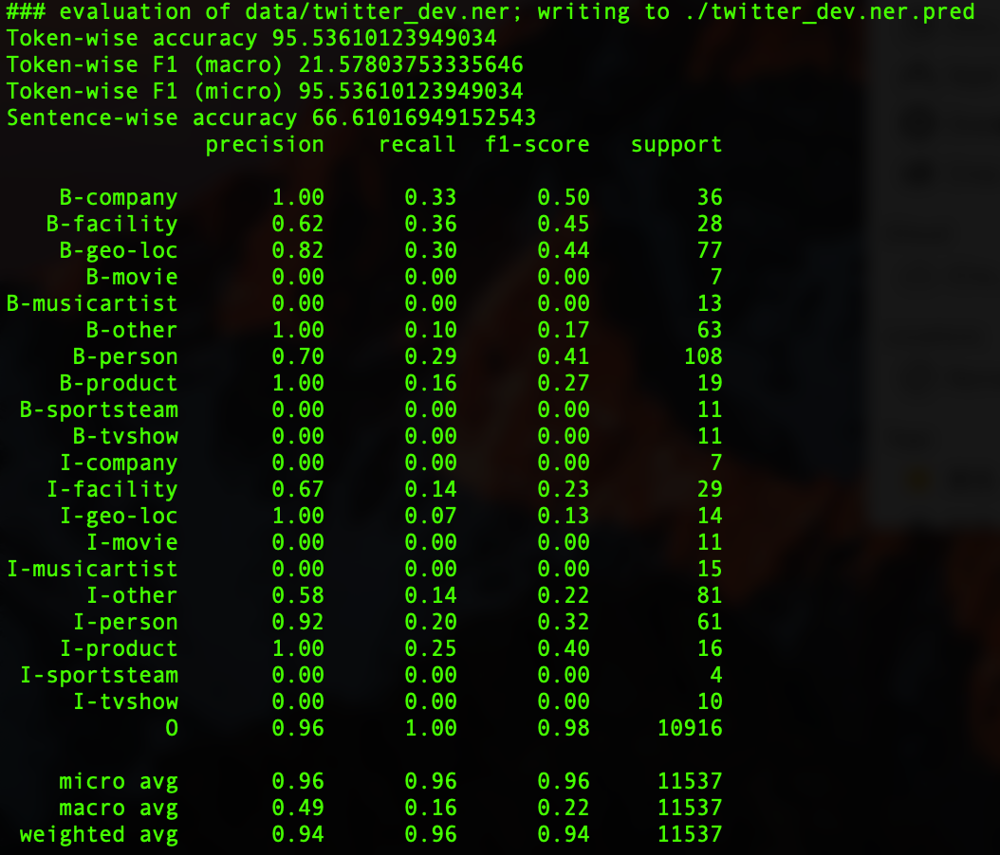 ### evaluation of data/twitter_dev.ner; writing to ./twitter_dev.ner.pred
Token-wise accuracy 95.53610123949034
Token-wise F1 (macro) 21.57803753335646
Token-wise F1 (micro) 95.53610123949034
Sentence-wise accuracy 66.61016949152543
precision recall f1-score support
B-company 1.00 0.33 0.50 36
B-facility 0.62 0.36 0.45 28
B-geo-loc 0.82 0.30 0.44 77
B-movie 0.00 0.00 0.00 7
B-musicartist 0.00 0.00 0.00 13
B-other 1.00 0.10 0.17 63
B-person 0.70 0.29 0.41 108
B-product 1.00 0.16 0.27 19
B-sportsteam 0.00 0.00 0.00 11
B-tvshow 0.00 0.00 0.00 11
I-company 0.00 0.00 0.00 7
I-facility 0.67 0.14 0.23 29
I-geo-loc 1.00 0.07 0.13 14
I-movie 0.00 0.00 0.00 11
I-musicartist 0.00 0.00 0.00 15
I-other 0.58 0.14 0.22 81
I-person 0.92 0.20 0.32 61
I-product 1.00 0.25 0.40 16
I-sportsteam 0.00 0.00 0.00 4
I-tvshow 0.00 0.00 0.00 10
O 0.96 1.00 0.98 10916
micro avg 0.96 0.96 0.96 11537
macro avg 0.49 0.16 0.22 11537
weighted avg 0.94 0.96 0.94 11537